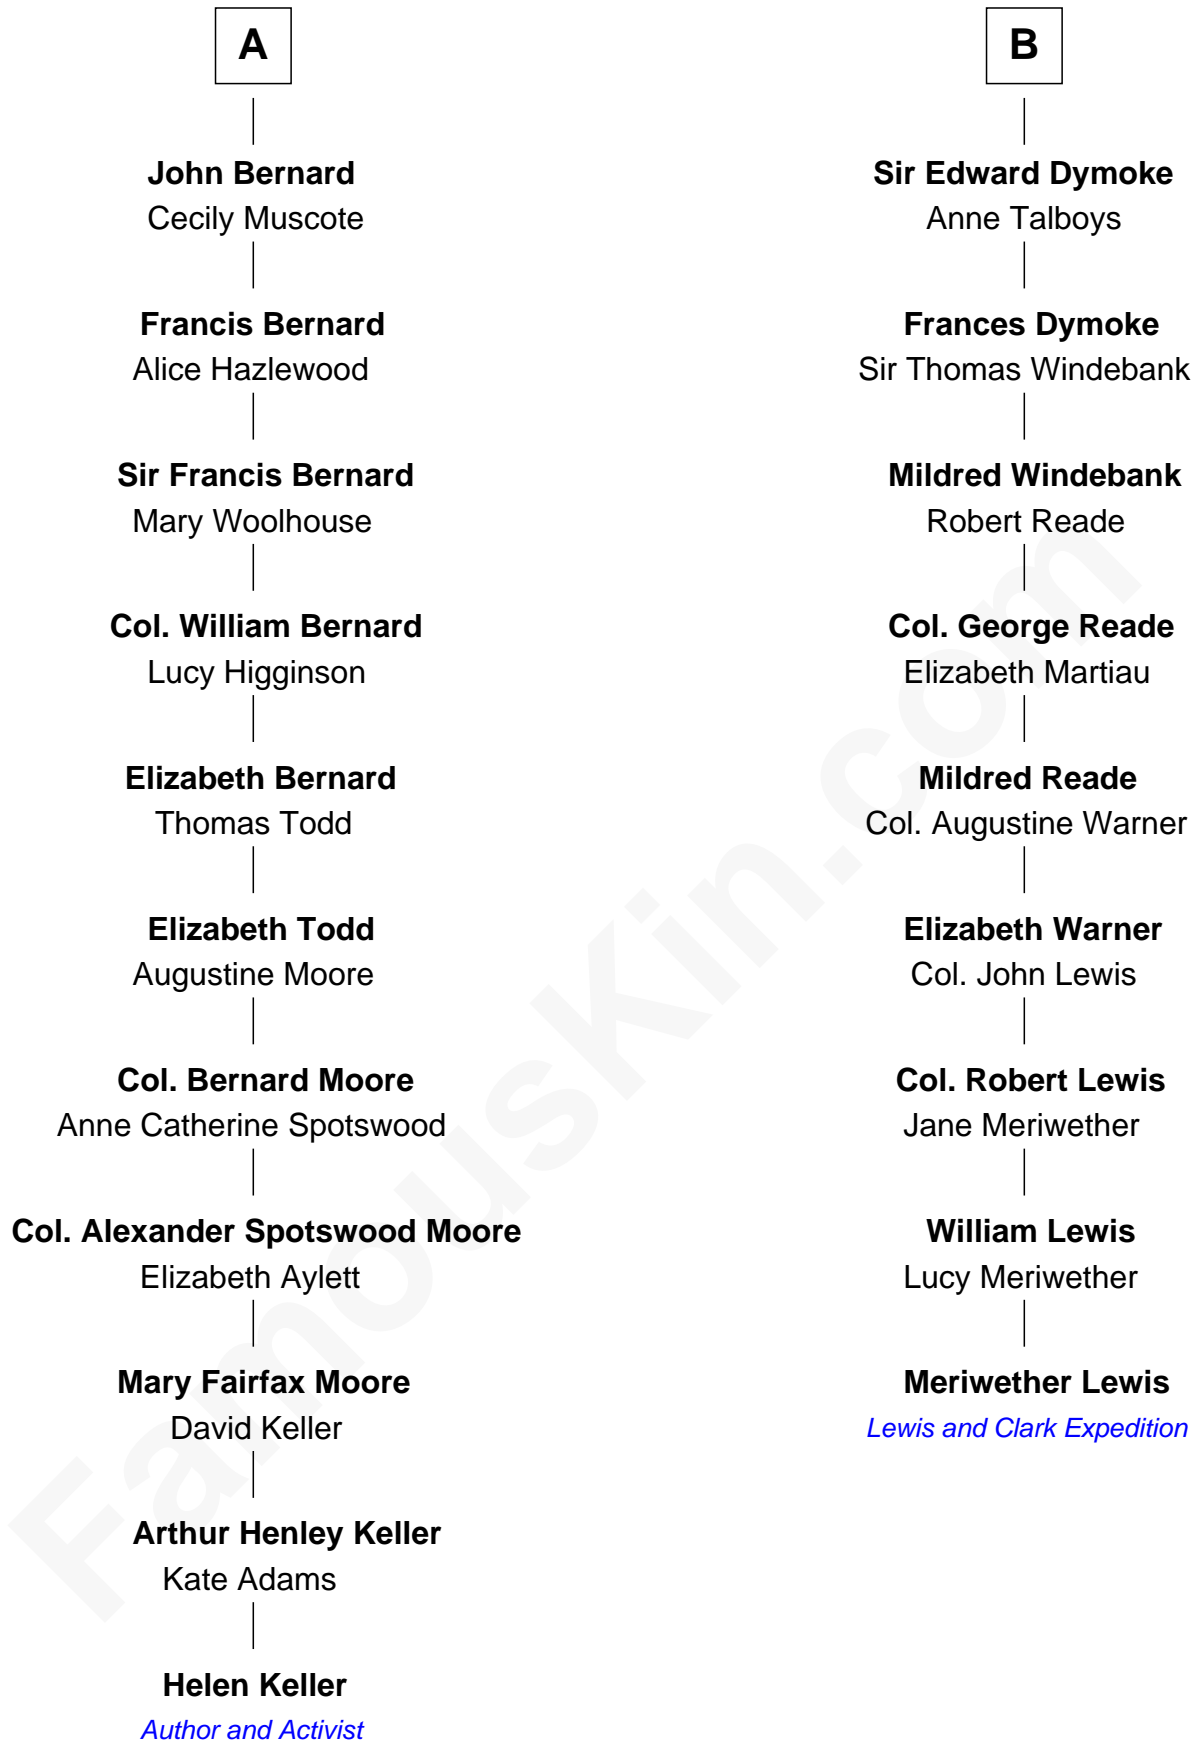 A
John Bernard
Cecily Muscote
Francis Bernard
Alice Hazlewood
Sir Francis Bernard
Mary Woolhouse
Col. William Bernard
Lucy Higginson
Elizabeth Bernard
Thomas Todd
Elizabeth Todd
Augustine Moore
Col. Bernard Moore
Anne Catherine Spotswood
Col. Alexander Spotswood Moore
Elizabeth Aylett
Mary Fairfax Moore
David Keller
Arthur Henley Keller
Kate Adams
Helen Keller
Author and Activist
B
Sir Edward Dymoke
Anne Talboys
Frances Dymoke
Sir Thomas Windebank
Mildred Windebank
Robert Reade
Col. George Reade
Elizabeth Martiau
Mildred Reade
Col. Augustine Warner
Elizabeth Warner
Col. John Lewis
Col. Robert Lewis
Jane Meriwether
William Lewis
Lucy Meriwether
Meriwether Lewis
Lewis and Clark Expedition
FamousKin.com